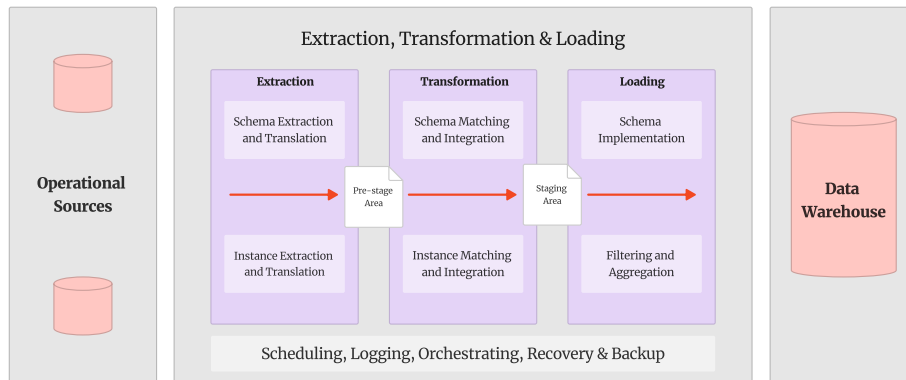 Extraction, Transformation & Loading
Operational
Sources
Extraction
Schema Extraction
and Translation
Instance Extraction
and Translation
Pre-stage
Area
Transformation
Schema Matching
and Integration
Instance Matching
and Integration
Staging
Area
Loading
Schema
Implementation
Filtering and
Aggregation
Scheduling, Logging, Orchestrating, Recovery & Backup
Data
Warehouse